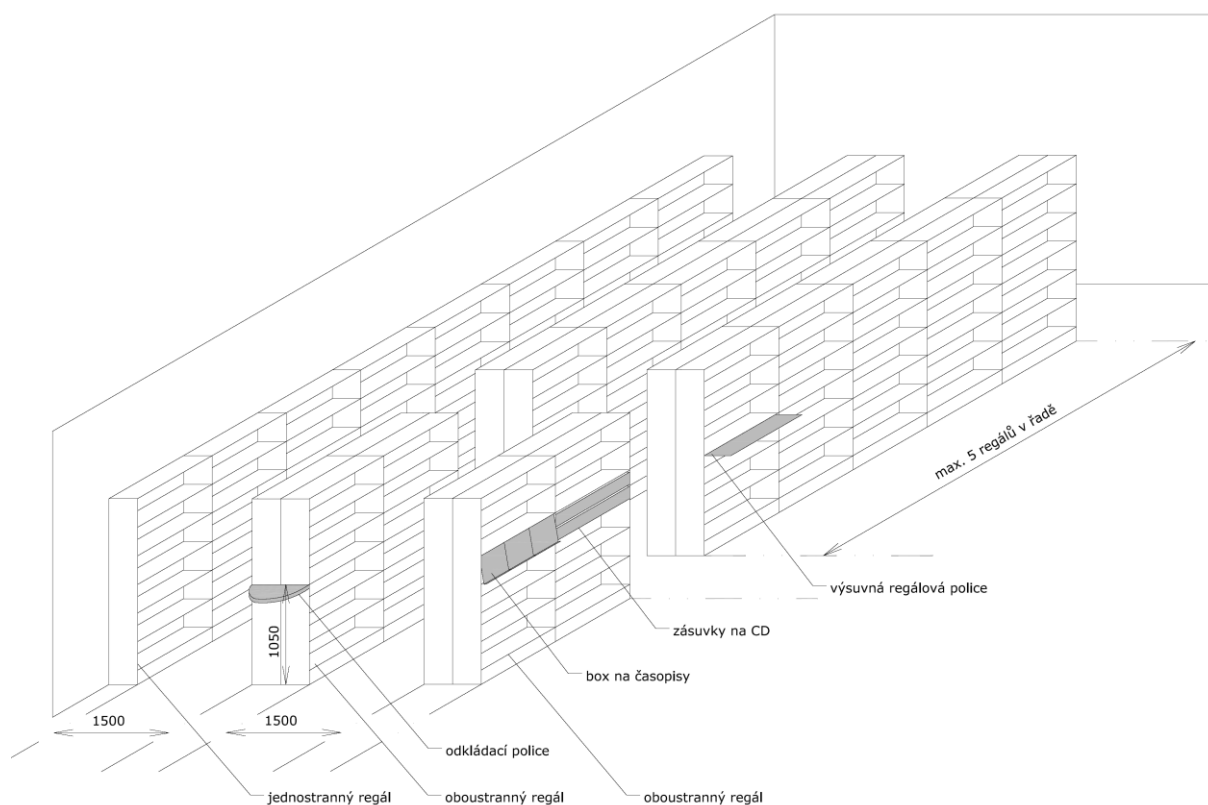 max. 5 regálů v řadě
výsuvná regálová police
zásuvky na CD
1050
box na časopisy
1500
1500
odkládací police
jednostranný regál
oboustranný regál
oboustranný regál